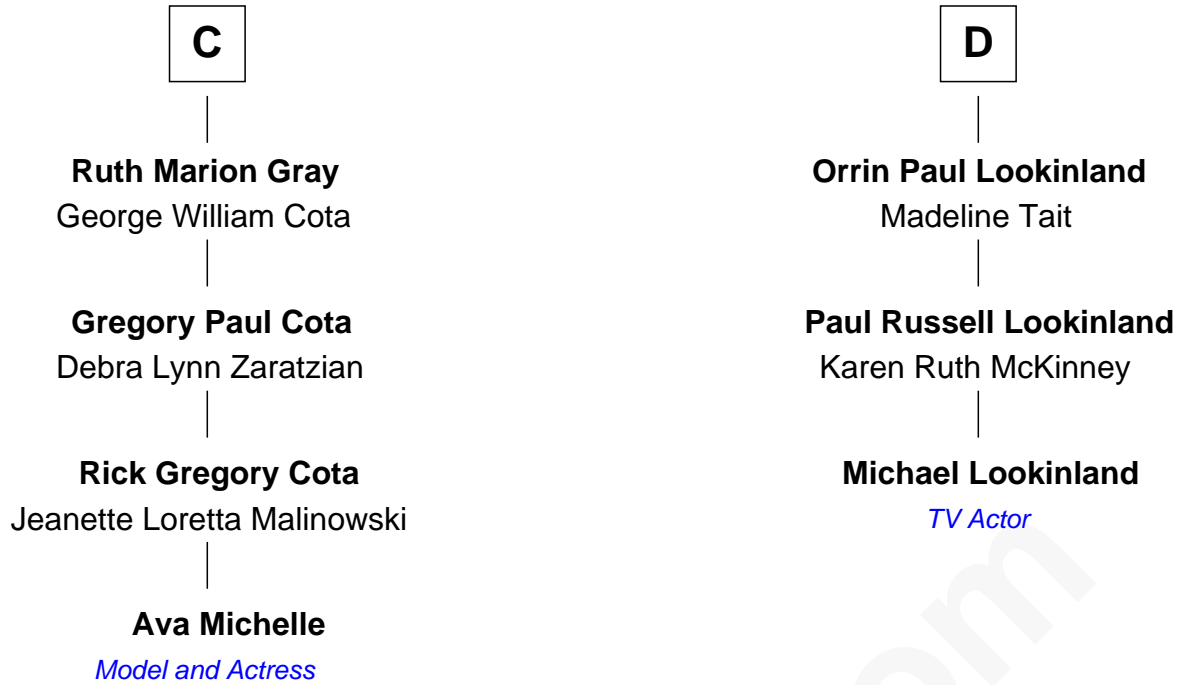 C
Ruth Marion Gray
George William Cota
Gregory Paul Cota
Debra Lynn Zaratzian
Rick Gregory Cota
Jeanette Loretta Malinowski
Ava Michelle
Model and Actress
D
Orrin Paul Lookinland
Madeline Tait
Paul Russell Lookinland
Karen Ruth McKinney
Michael Lookinland
TV Actor
om